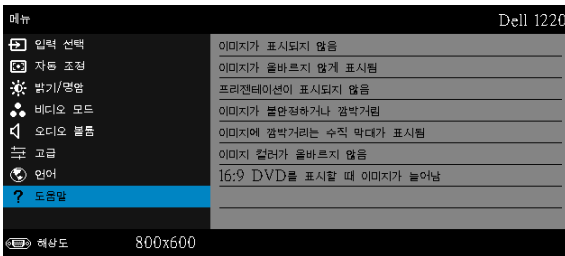 메뉴 Dell 1220
입력 선택
자동 조정
밝기/명암
비디오 모드
오디오 볼륨
고급
언어
? 도움말
이미지가 표시되지 않음
이미지가 올바르지 않게 표시됨
프리젠테이션이 표시되지 않음
이미지가 불안정하거나 깜박거림
이미지에 깜박거리는 수직 막대가 표시됨
이미지 컬러가 올바르지 않음
16:9 DVD를 표시할 때 이미지가 늘어남
해상도 800x600